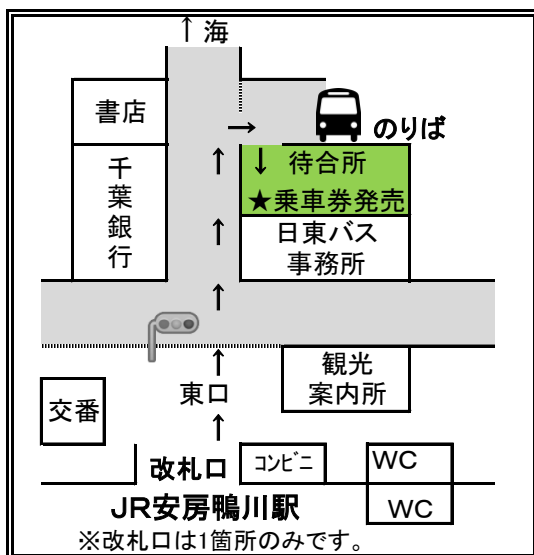 ↑海
書店
のりば
→
千葉銀行
↑
↓待合所
★乗車券発売
↑
日東バス
事務所
↑
↑
東口
観光
案内所
交番
↑
改札口
コンビニ
WC
JR安房鴨川駅
WC
※改札口は1箇所のみです。